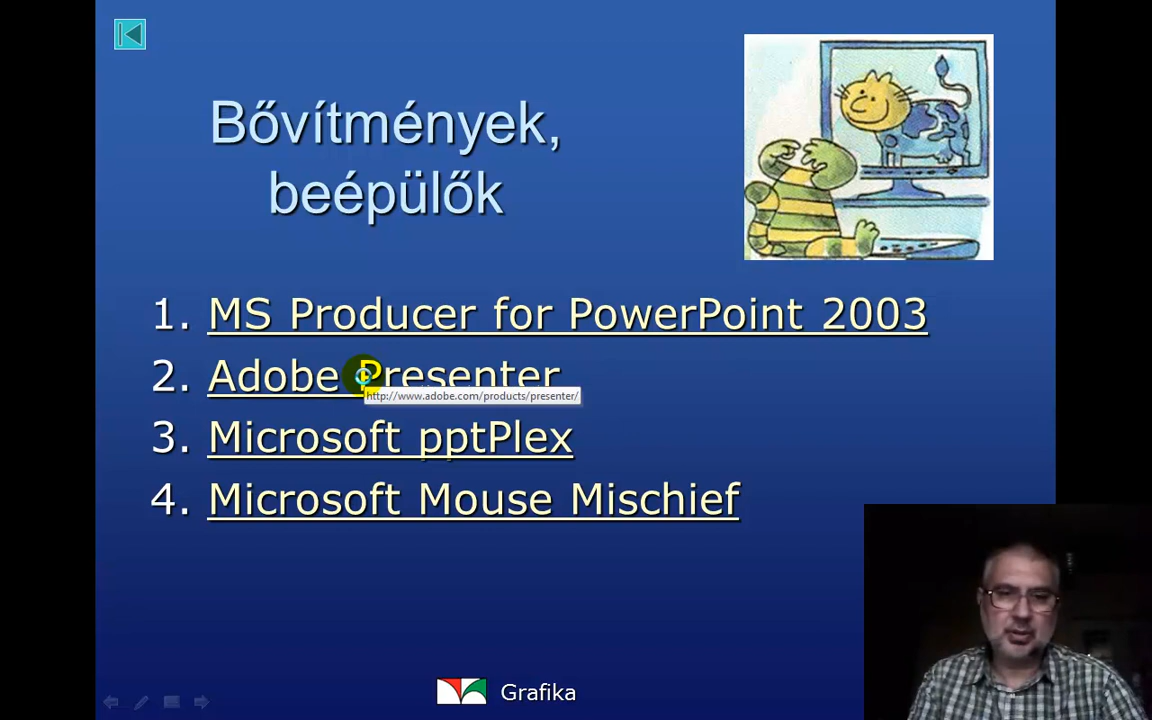 Bővítmények,
beépülők
1. MS Producer for PowerPoint 2003
2. Adobe Presenter
http://www.adobe.com/products/presenter/
3. Microsoft pptPlex
4. Microsoft Mouse Mischief
Grafika